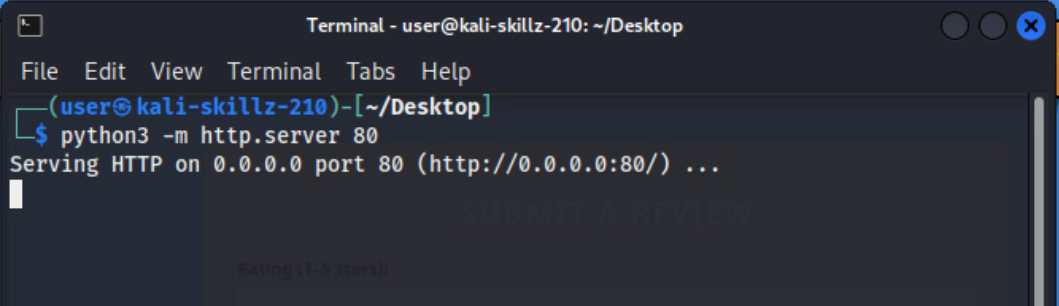 Terminal - user@kali-skillz-210: ~/Desktop
File Edit View Terminal Tabs Help
┌──(user㉿kali-skillz-210)-[~/Desktop]
└─$ python3 -m http.server 80
Serving HTTP on 0.0.0.0 port 80 (http://0.0.0.0:80/) ...
SUBMIT A REVIEW
Rating (1-5 stars):